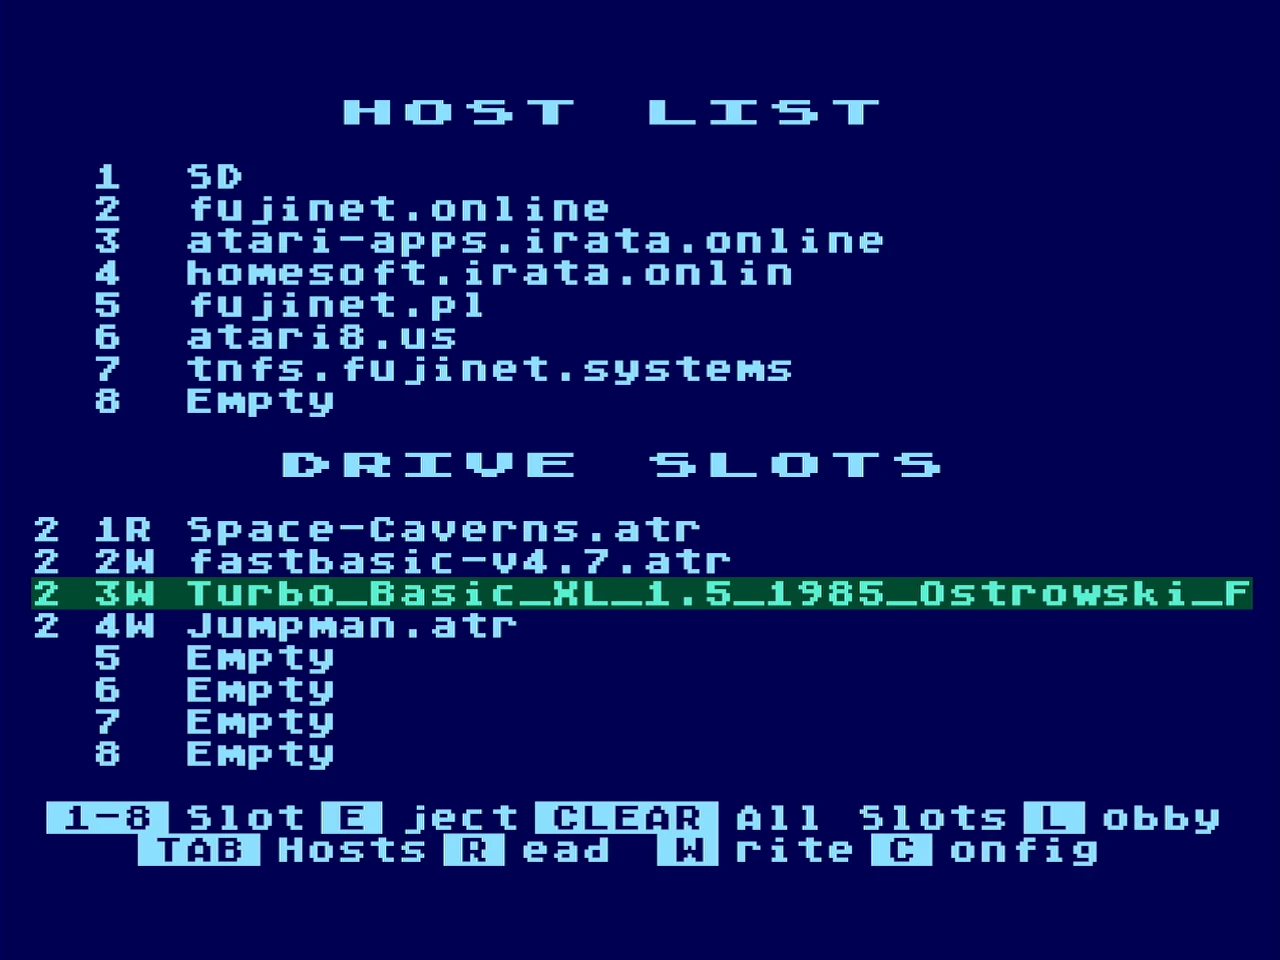 HOST LIST
1 SD
2 fujinet.online
3 atari-apps.irata.online
4 homesoft.irata.onlin
5 fujinet.pl
6 atari8.us
7 tnfs.fujinet.systems
8 Empty
DRIVE SLOTS
2 1R Space-Caverns.atr
2 2W fastbasic-v4.7.atr
2 3W Turbo_Basic_XL_1.5_1985_Ostrowski_F
2 4W Jumpman.atr
5 Empty
6 Empty
7 Empty
8 Empty
1-8 Slot E ject CLEAR All Slots L obby
TAB Hosts R ead W rite C onfig